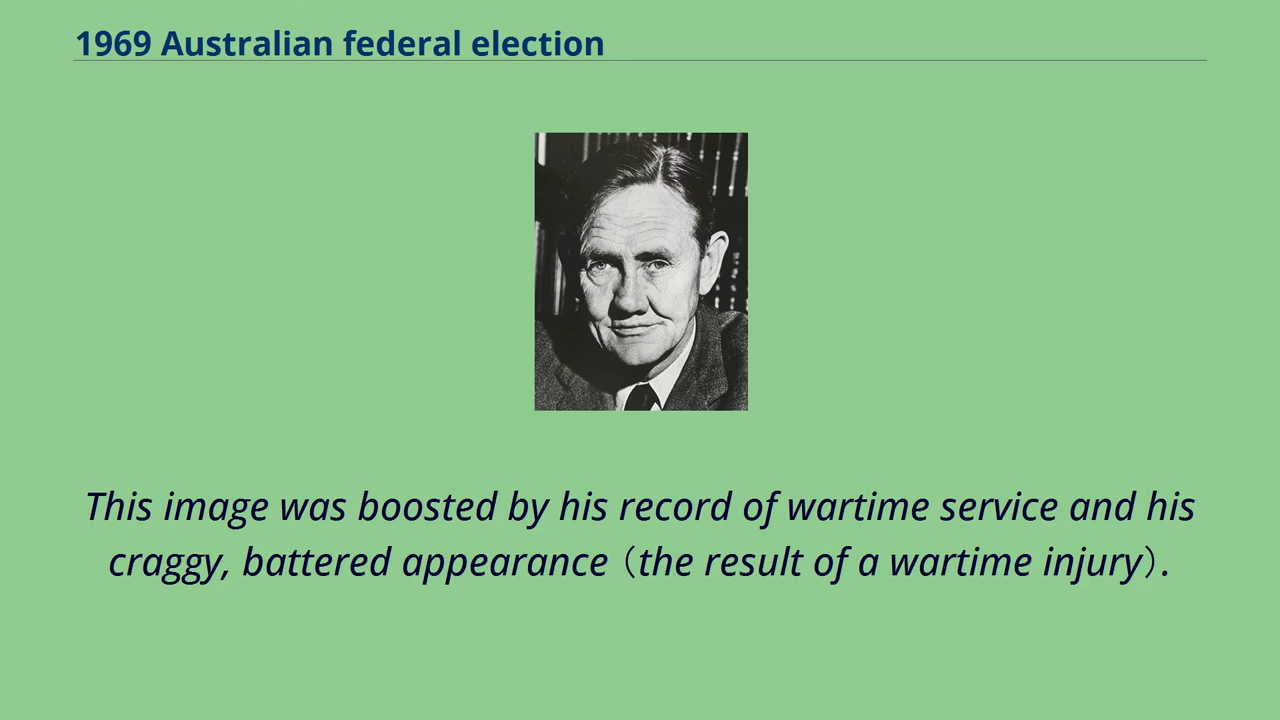 1969 Australian federal election
This image was boosted by his record of wartime service and his
craggy, battered appearance (the result of a wartime injury).